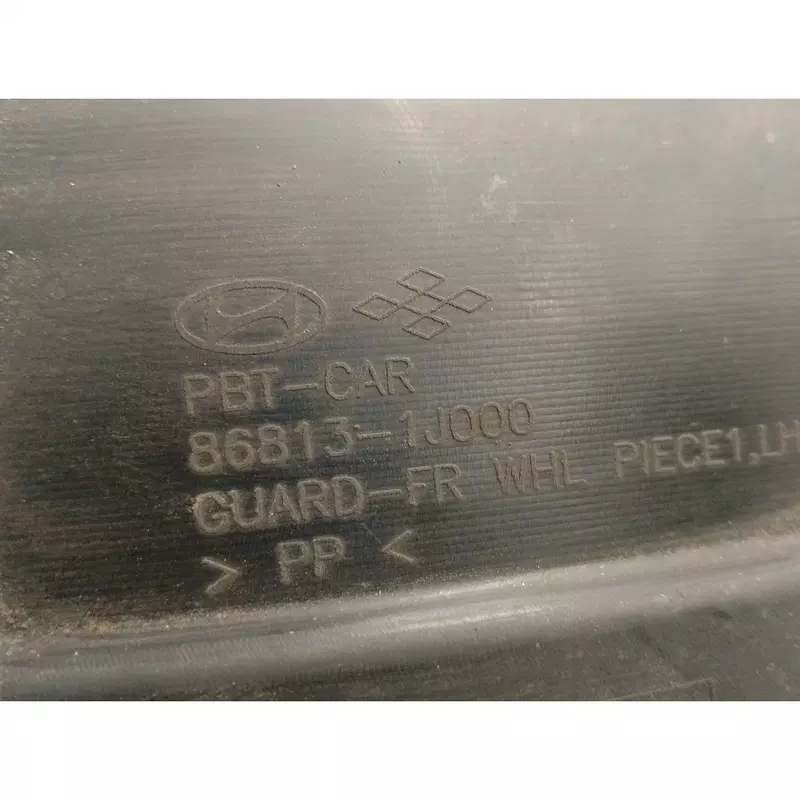 PBT-CAR
86813-1J000
GUARD-FR WHL PIECE1,LH
> PP <